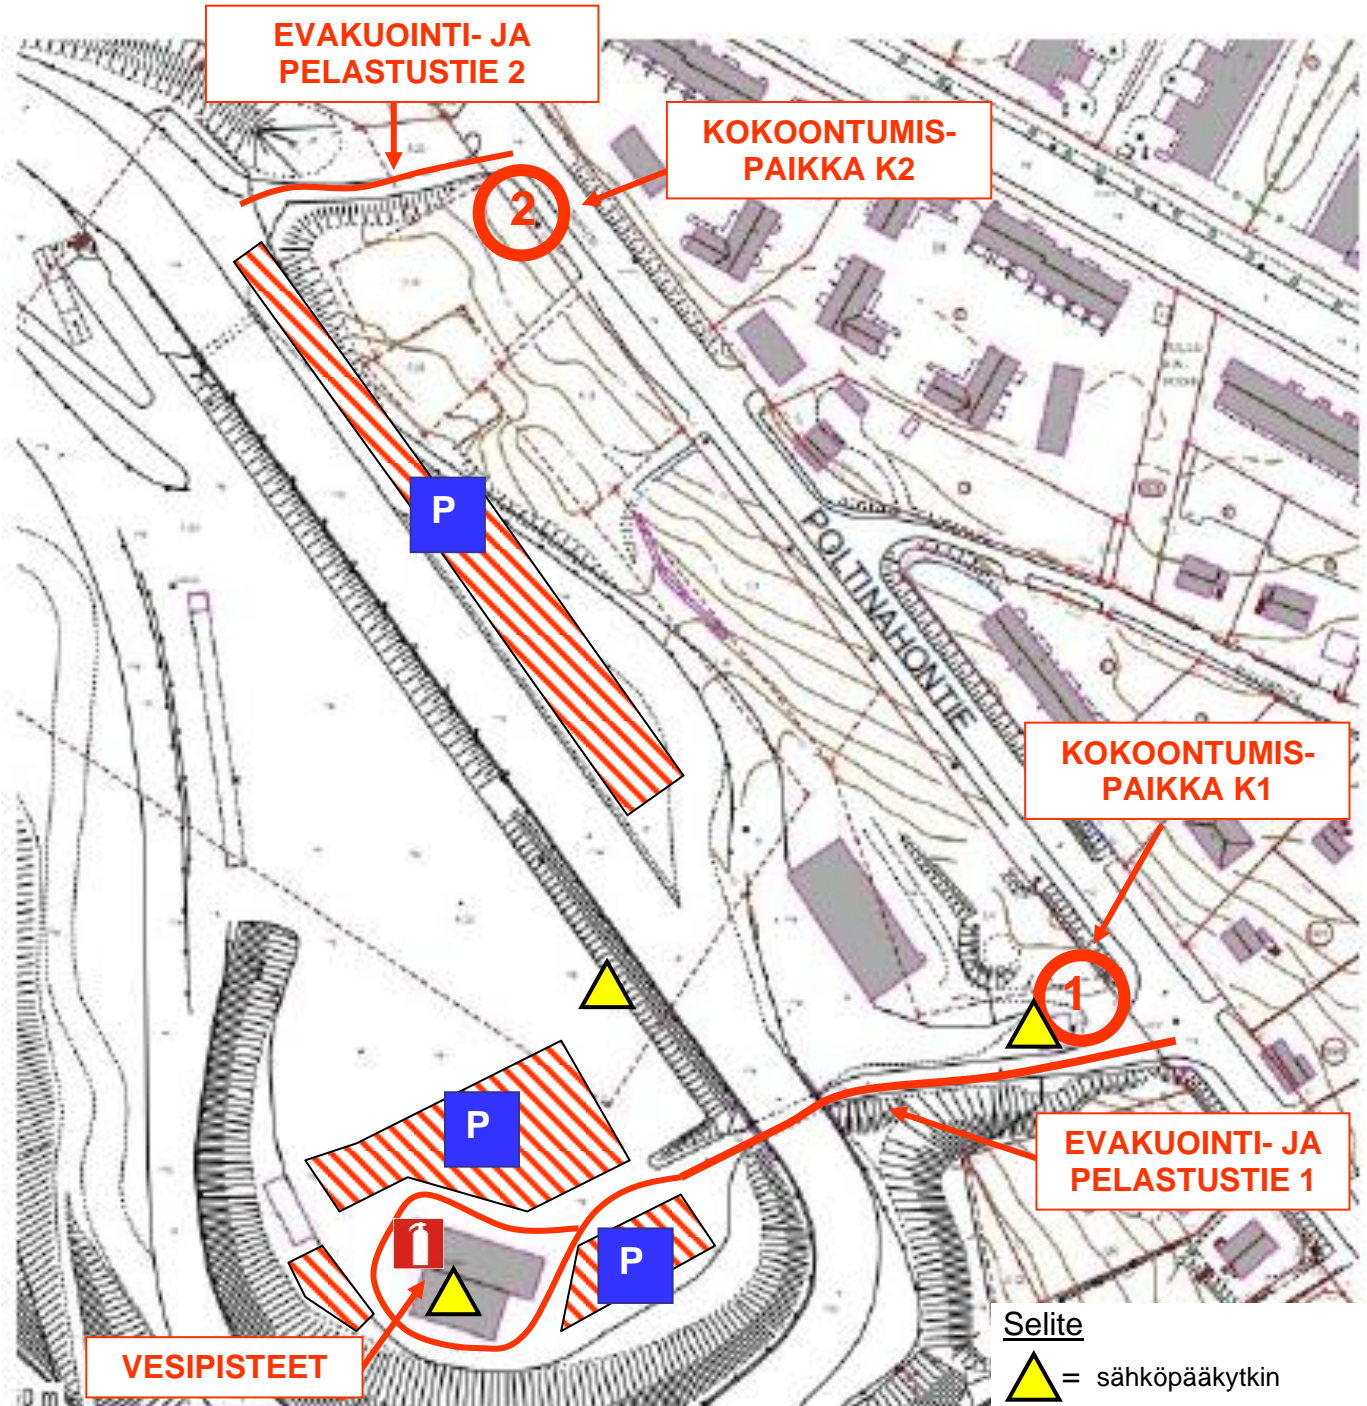 EVAKUOINTI- JA
PELASTUSTIE 2
KOKOONTUMIS-
PAIKKA K2
2
P
POLTINAHONTIE
KOKOONTUMIS-
PAIKKA K1
1
P
EVAKUOINTI- JA
PELASTUSTIE 1
P
VESIPISTEET
Selite
= sähköpääkytkin